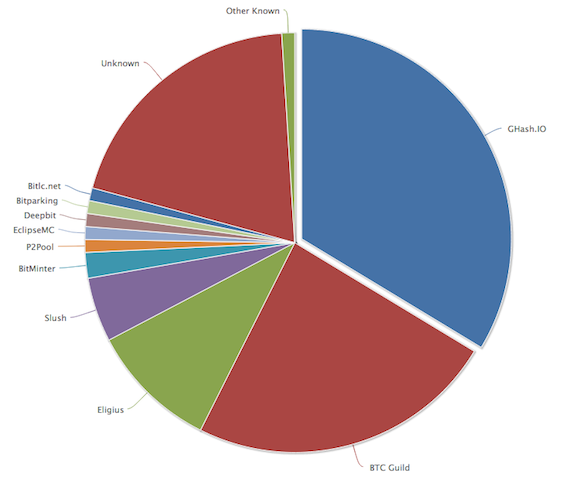 Other Known
Unknown
GHash.IO
Bitlc.net
Bitparking
Deepbit
EclipseMC
P2Pool
BitMinter
Slush
Eligius
BTC Guild